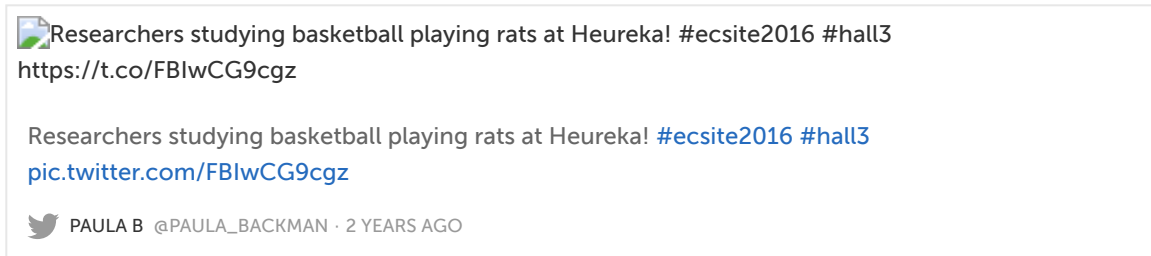 Researchers studying basketball playing rats at Heureka! #ecsite2016 #hall3
https://t.co/FBIwCG9cgz
Researchers studying basketball playing rats at Heureka! #ecsite2016 #hall3
pic.twitter.com/FBIwCG9cgz
PAULA B @PAULA_BACKMAN · 2 YEARS AGO